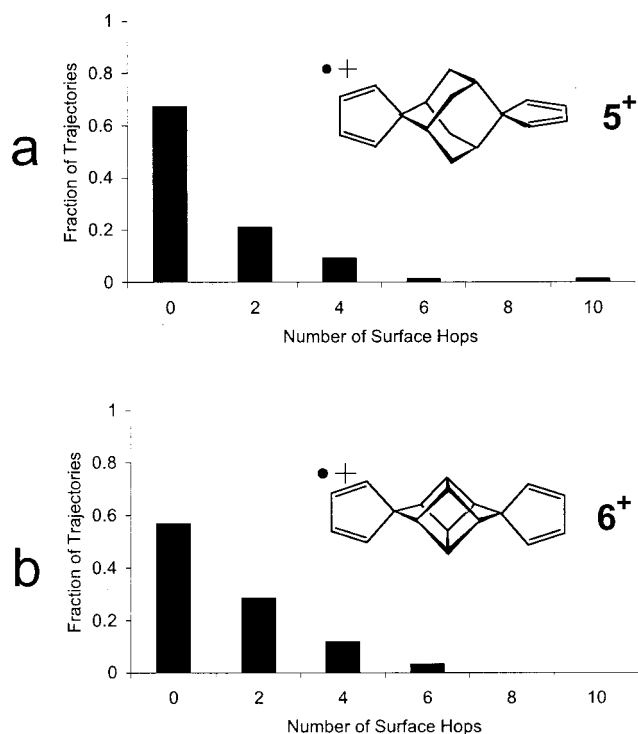 a
1
0.8
0.6
0.4
0.2
0
Fraction of Trajectories
0 2 4 6 8 10
Number of Surface Hops
•+
5+
b
1
0.8
0.6
0.4
0.2
0
Fraction of Trajectories
0 2 4 6 8 10
Number of Surface Hops
•+
6+